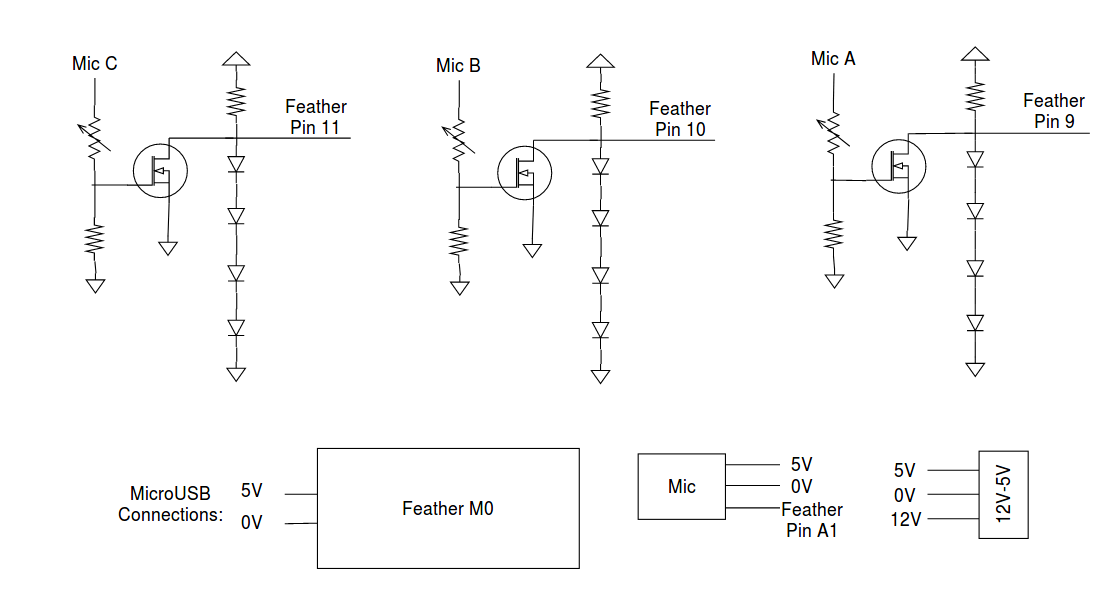 Mic C
Feather
Pin 11
Mic B
Feather
Pin 10
Mic A
Feather
Pin 9
MicroUSB
Connections:
5V
0V
Feather M0
Mic
5V
0V
Feather
Pin A1
5V
0V
12V
12V-5V